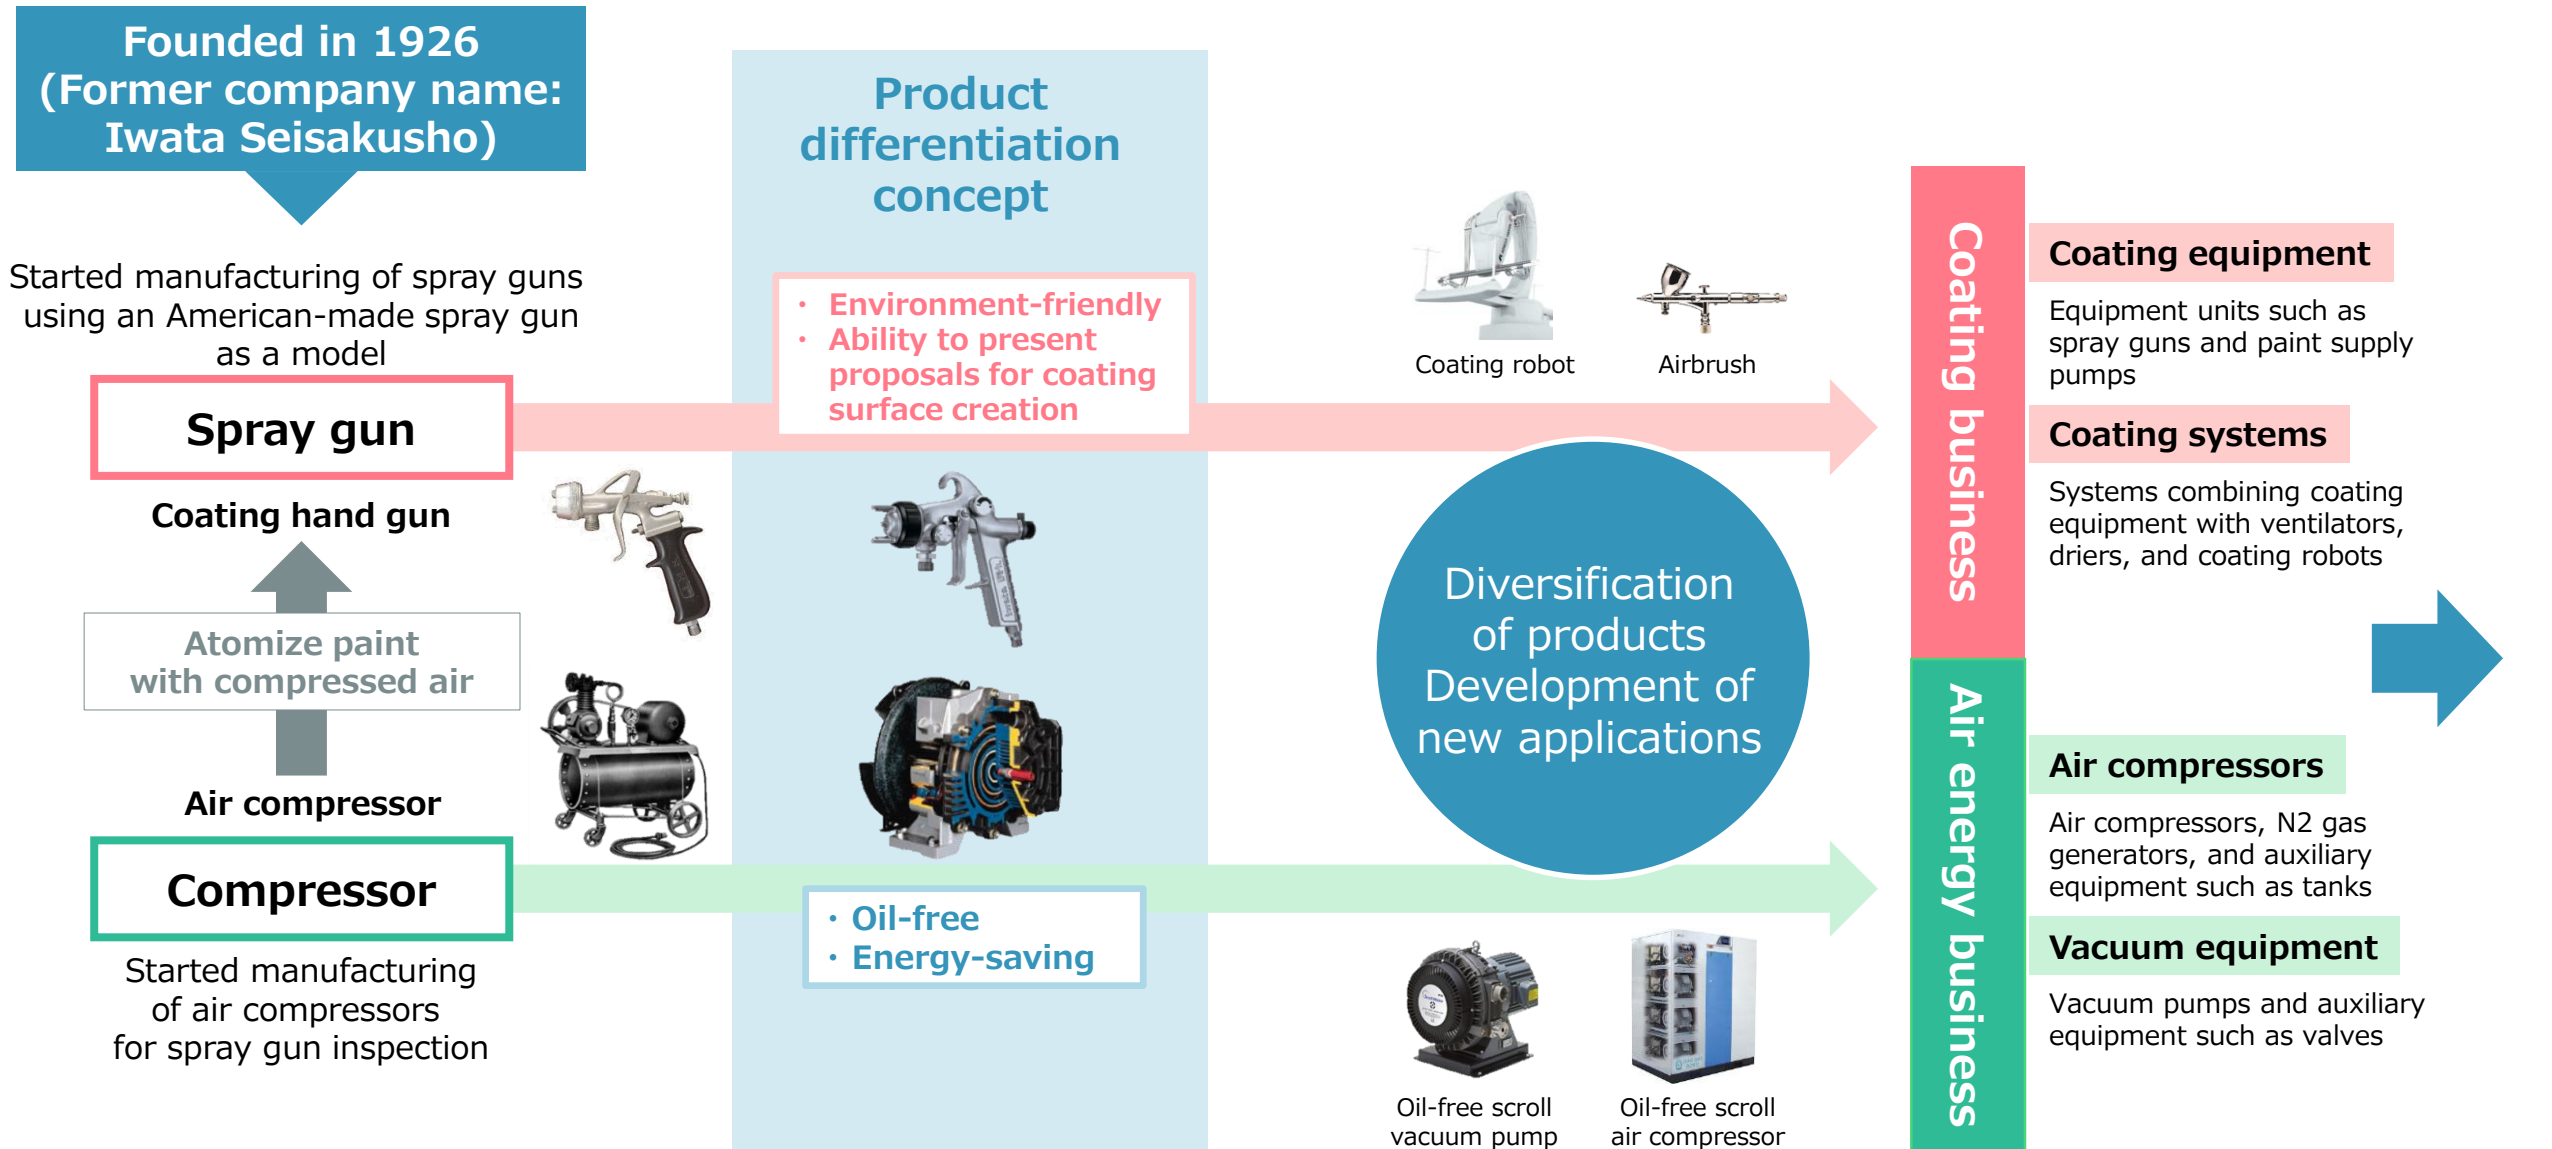 Founded in 1926
(Former company name:
Iwata Seisakusho)
Started manufacturing of spray guns
using an American-made spray gun
as a model
Spray gun
Coating hand gun
Atomize paint
with compressed air
Air compressor
Compressor
Started manufacturing
of air compressors
for spray gun inspection
Product
differentiation
concept
・ Environment-friendly
・ Ability to present
proposals for coating
surface creation
・ Oil-free
・ Energy-saving
Coating robot
Airbrush
Diversification
of products
Development of
new applications
Oil-free scroll
vacuum pump
Oil-free scroll
air compressor
Coating business
Coating equipment
Equipment units such as
spray guns and paint supply
pumps
Coating systems
Systems combining coating
equipment with ventilators,
driers, and coating robots
Air energy business
Air compressors
Air compressors, N2 gas
generators, and auxiliary
equipment such as tanks
Vacuum equipment
Vacuum pumps and auxiliary
equipment such as valves